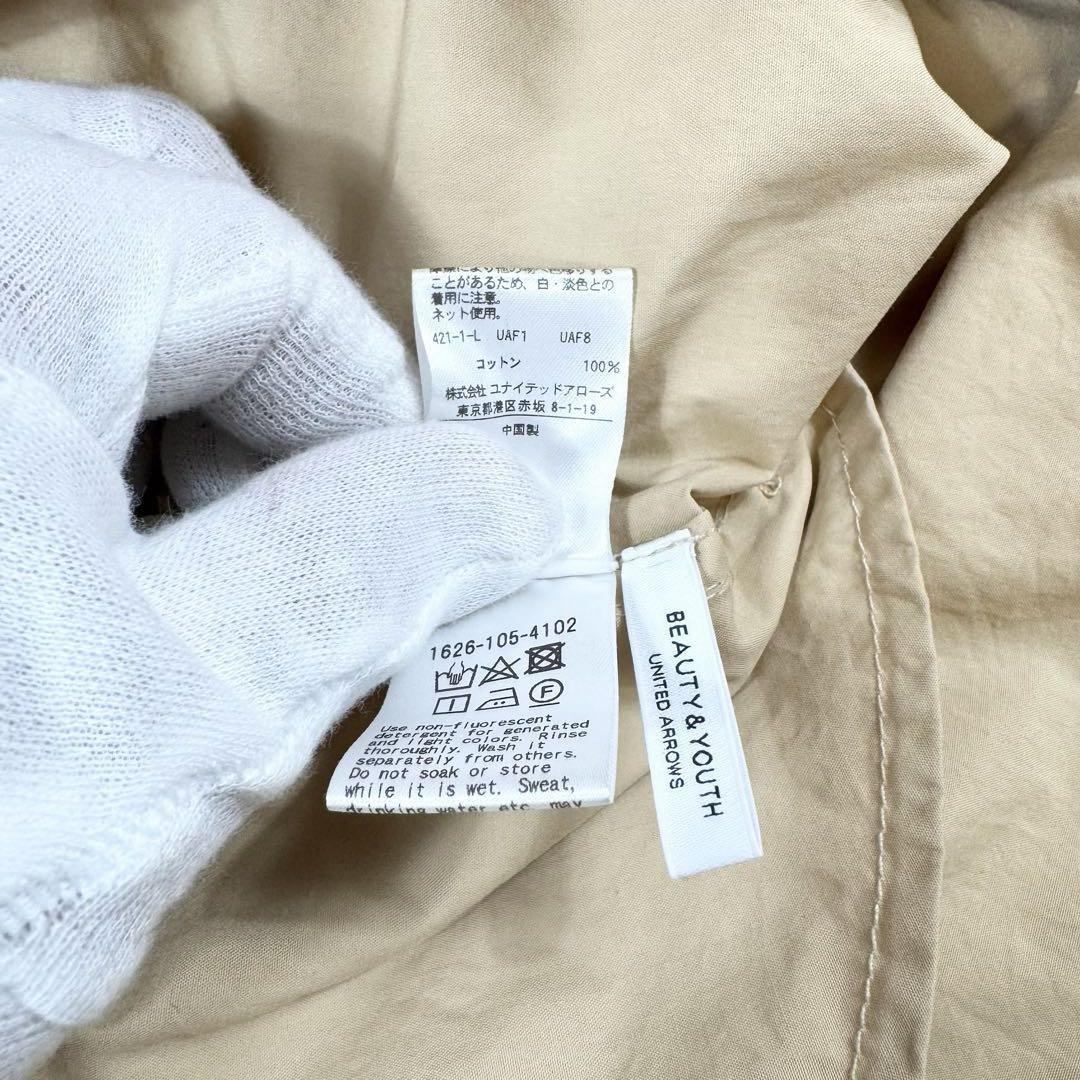 摩擦により他の物へ色移りする
ことがあるため、白・淡色との
着用に注意。
ネット使用。
421-1-L UAF1 UAF8
コットン 100%
株式会社 ユナイテッドアローズ
東京都港区赤坂 8-1-19
中国製
1626-105-4102
F
Use non-fluorescent
detergent for generated
and light colors. Rinse
thoroughly. Wash it
separately from others.
Do not soak or store
while it is wet. Sweat,
drinking water etc. may
BEAUTY&YOUTH
UNITED ARROWS